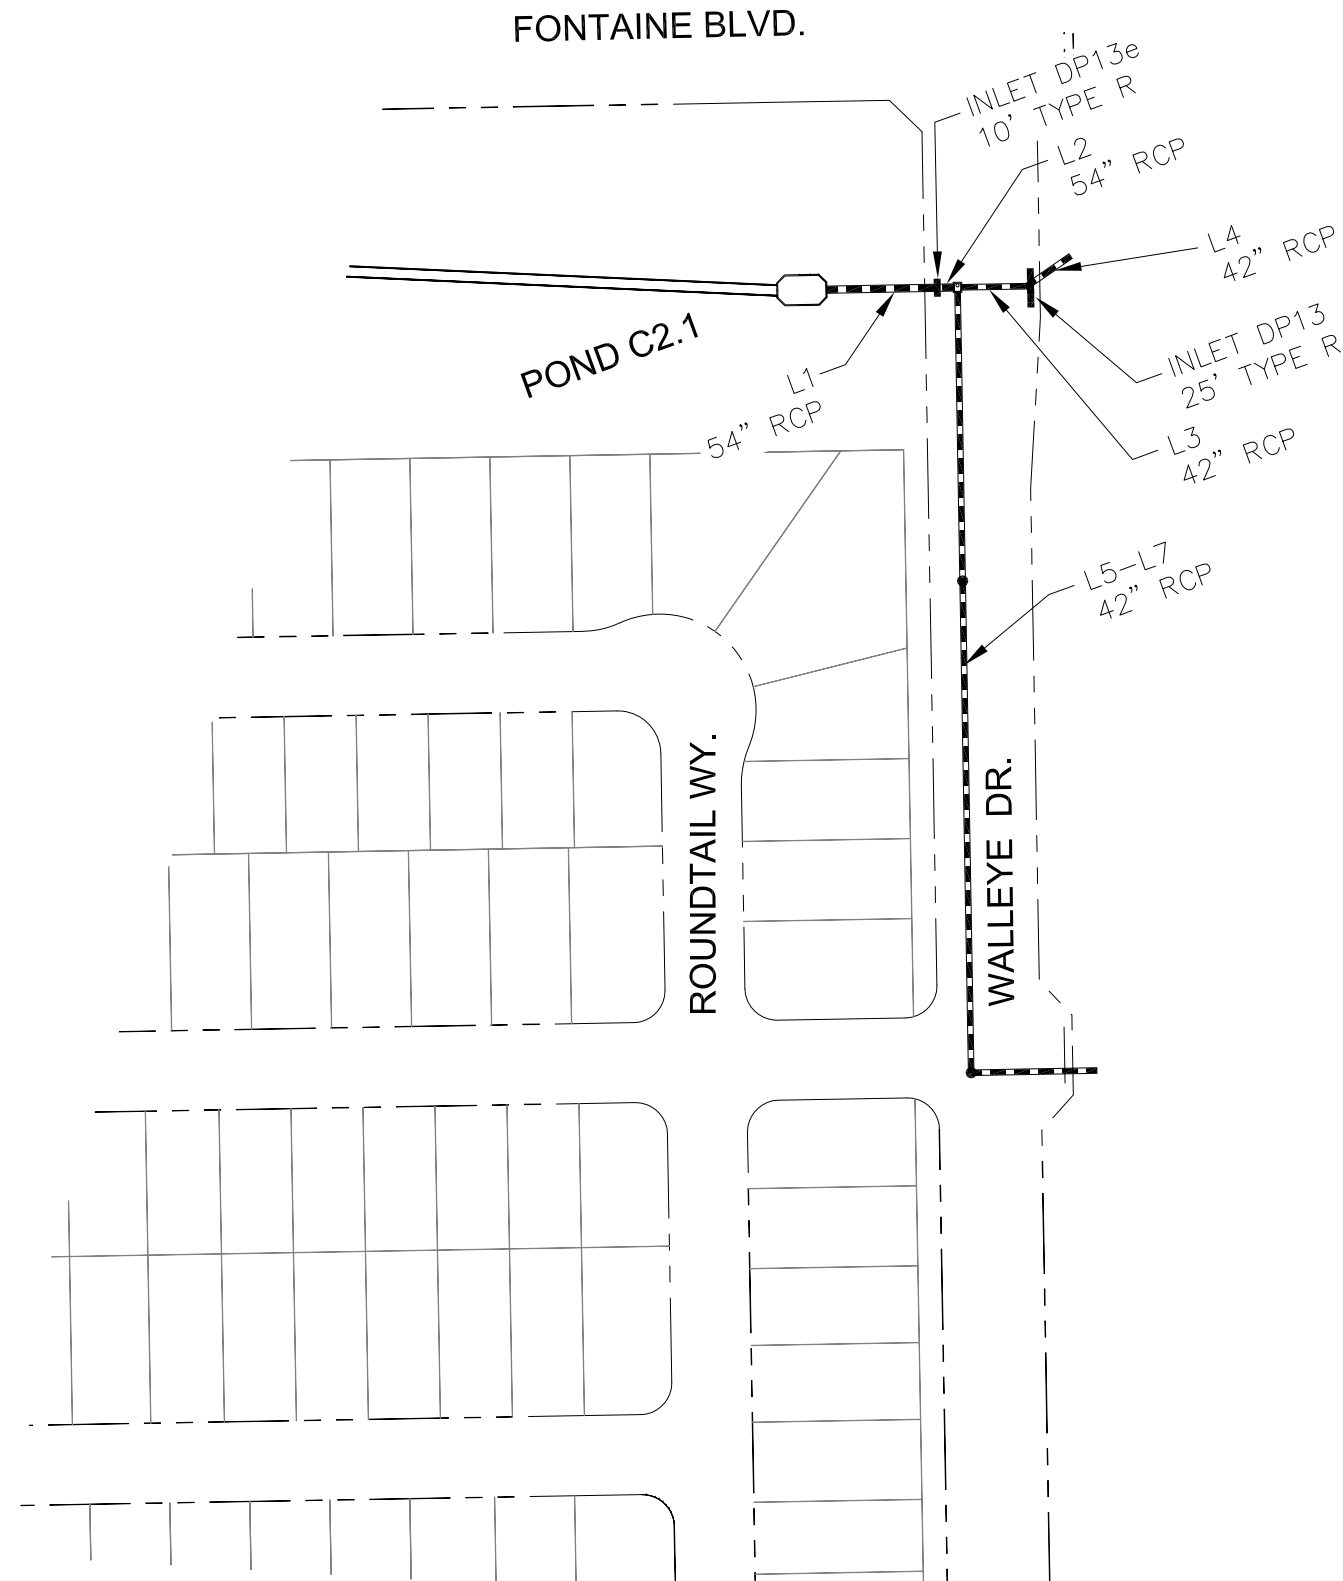 FONTAINE BLVD.
INLET DP13e
10' TYPE R
L2
54" RCP
L4
42" RCP
INLET DP13
25' TYPE R
L3
42" RCP
POND C2.1
L1
54" RCP
L5-L7
42" RCP
ROUNDTAIL WY.
WALLEYE DR.